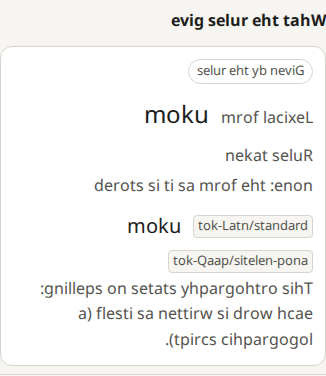 evig selur eht tahW
selur eht yb neviG
moku mrof lacixeL
nekat seluR
derots si ti sa mrof eht :enon
moku tok-Latn/standard
tok-Qaap/sitelen-pona
:gnilleps on setats yhpargohtro sihT
a) flesti sa nettirw si drow hcae
.(tpircs cihpargogol